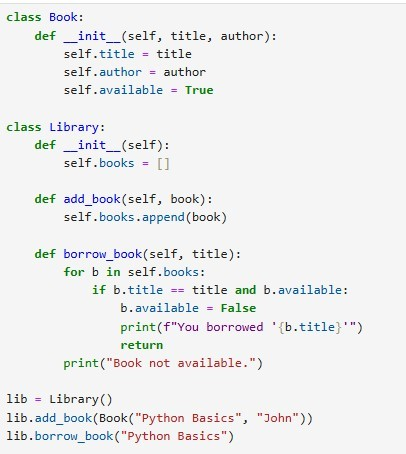 class Book:
    def __init__(self, title, author):
        self.title = title
        self.author = author
        self.available = True

class Library:
    def __init__(self):
        self.books = []

    def add_book(self, book):
        self.books.append(book)

    def borrow_book(self, title):
        for b in self.books:
            if b.title == title and b.available:
                b.available = False
                print(f"You borrowed '{b.title}'")
                return
        print("Book not available.")

lib = Library()
lib.add_book(Book("Python Basics", "John"))
lib.borrow_book("Python Basics")